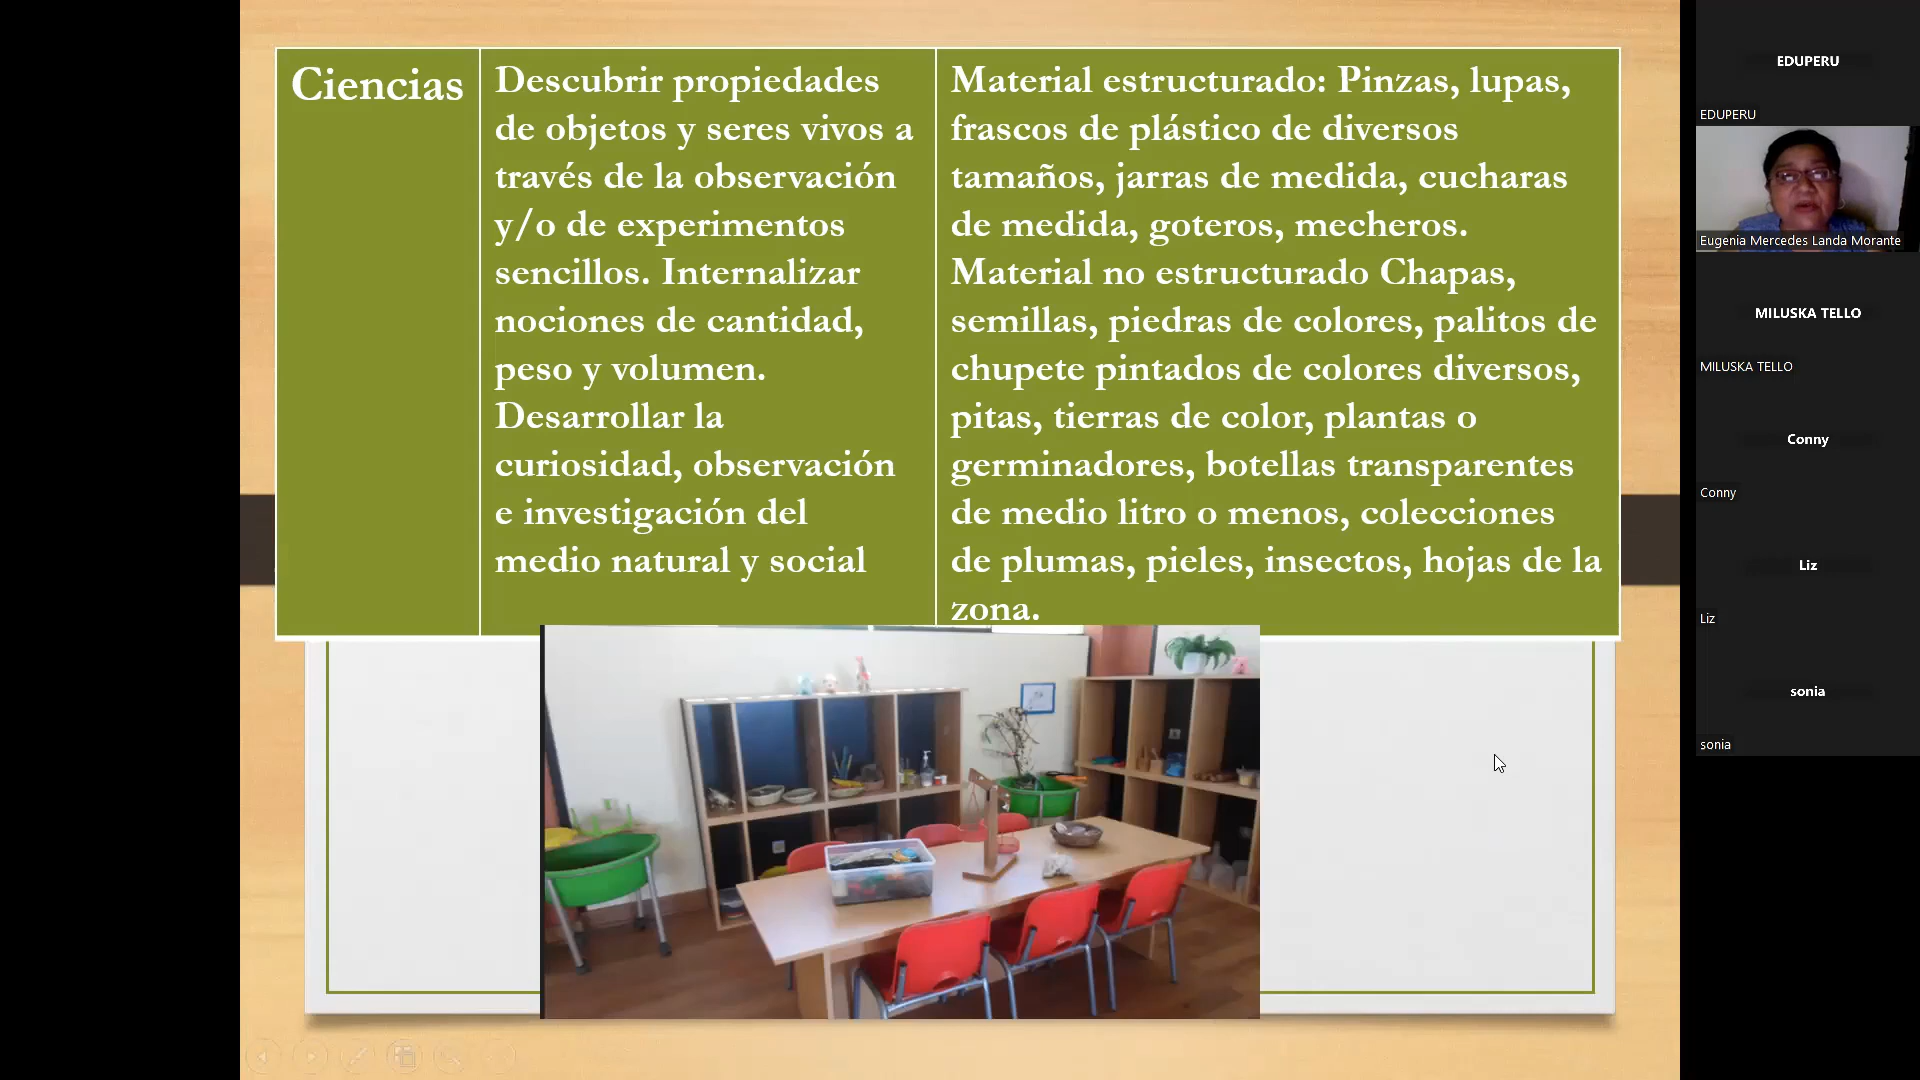 Ciencias
Descubrir propiedades
de objetos y seres vivos a
través de la observación
y/o de experimentos
sencillos. Internalizar
nociones de cantidad,
peso y volumen.
Desarrollar la
curiosidad, observación
e investigación del
medio natural y social
Material estructurado: Pinzas, lupas,
frascos de plástico de diversos
tamaños, jarras de medida, cucharas
de medida, goteros, mecheros.
Material no estructurado Chapas,
semillas, piedras de colores, palitos de
chupete pintados de colores diversos,
pitas, tierras de color, plantas o
germinadores, botellas transparentes
de medio litro o menos, colecciones
de plumas, pieles, insectos, hojas de la
zona.
EDUPERU
EDUPERU
Eugenia Mercedes Landa Morante
MILUSKA TELLO
MILUSKA TELLO
Conny
Conny
Liz
Liz
sonia
sonia